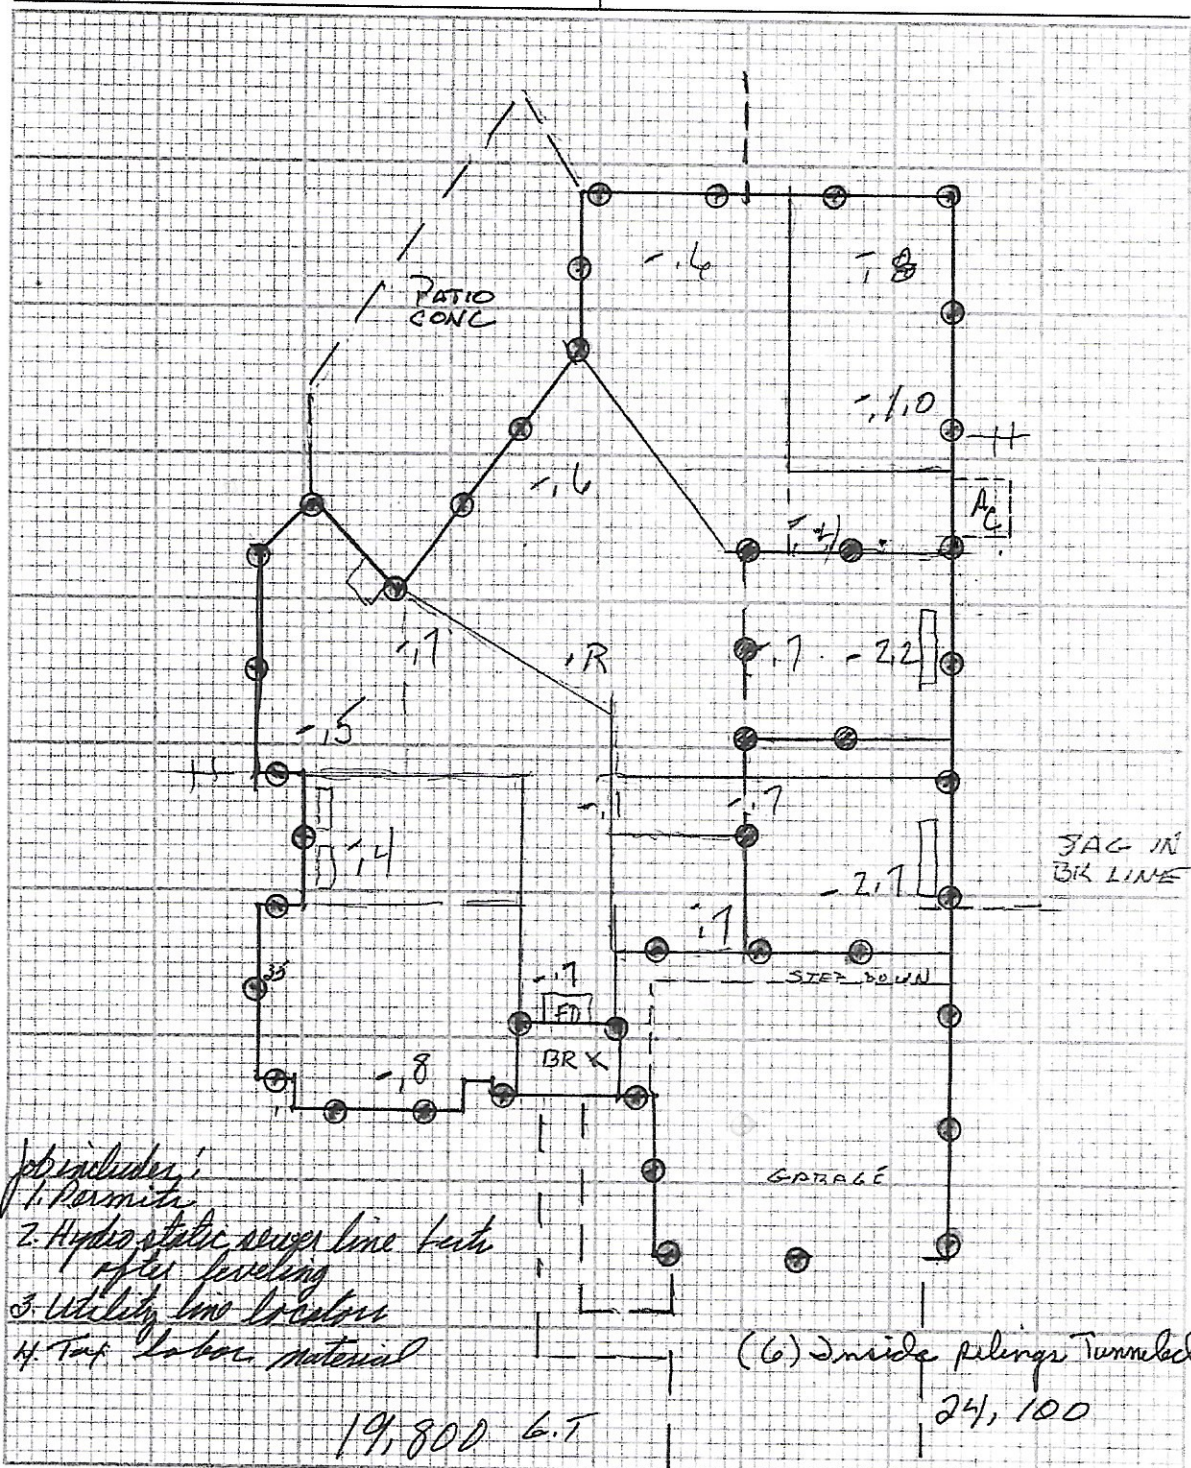 PATIO
CONC
-.6
-.8
-1.0
-.6
AC
-.7
R
-.7
-2.2
-.5
-.1
-.7
-.4
SAG IN
BK LINE
-2.7
-.7
STEP DOWN
35
-.7
FD
BRK
-.8
GARAGE
Job includes:
1. Permits
2. Hydrostatic sewer line test
after leveling
3. Utility line locators
4. Tax labor material
(6) Inside pilings Tunneled
19,800 G.T
24,100